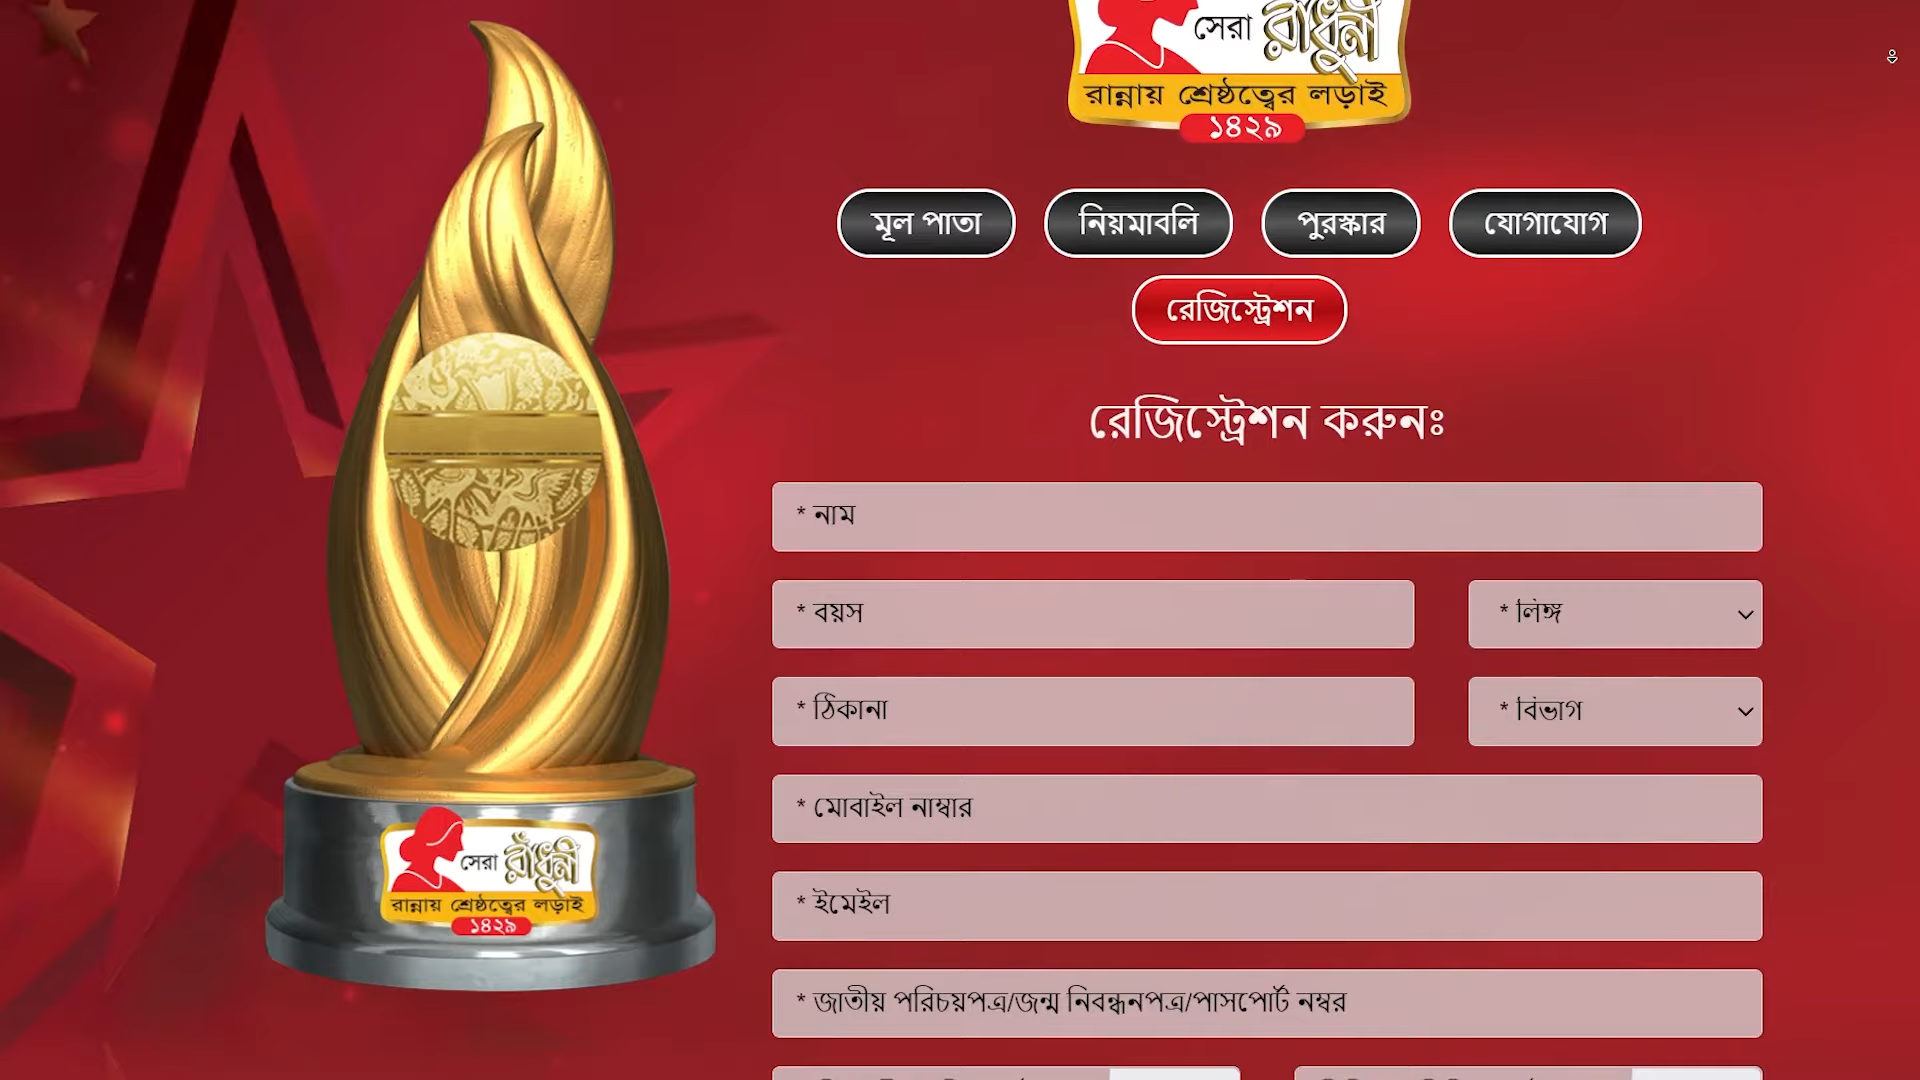 সেরা রাঁধুনী
রান্নায় শ্রেষ্ঠত্বের লড়াই
১৪২৯
মূল পাতা নিয়মাবলি পুরস্কার যোগাযোগ
রেজিস্ট্রেশন
রেজিস্ট্রেশন করুনঃ
* নাম
* বয়স * লিঙ্গ
* ঠিকানা * বিভাগ
* মোবাইল নাম্বার
* ইমেইল
* জাতীয় পরিচয়পত্র/জন্ম নিবন্ধনপত্র/পাসপোর্ট নম্বর
সেরা রাঁধুনী
রান্নায় শ্রেষ্ঠত্বের লড়াই
১৪২৯